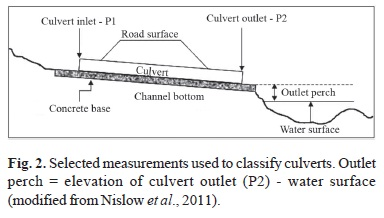 Culvert inlet - P1
Culvert outlet - P2
Road surface
Culvert
Outlet perch
Channel bottom
Concrete base
Water surface
Fig. 2. Selected measurements used to classify culverts. Outlet
perch = elevation of culvert outlet (P2) - water surface
(modified from Nislow et al., 2011).